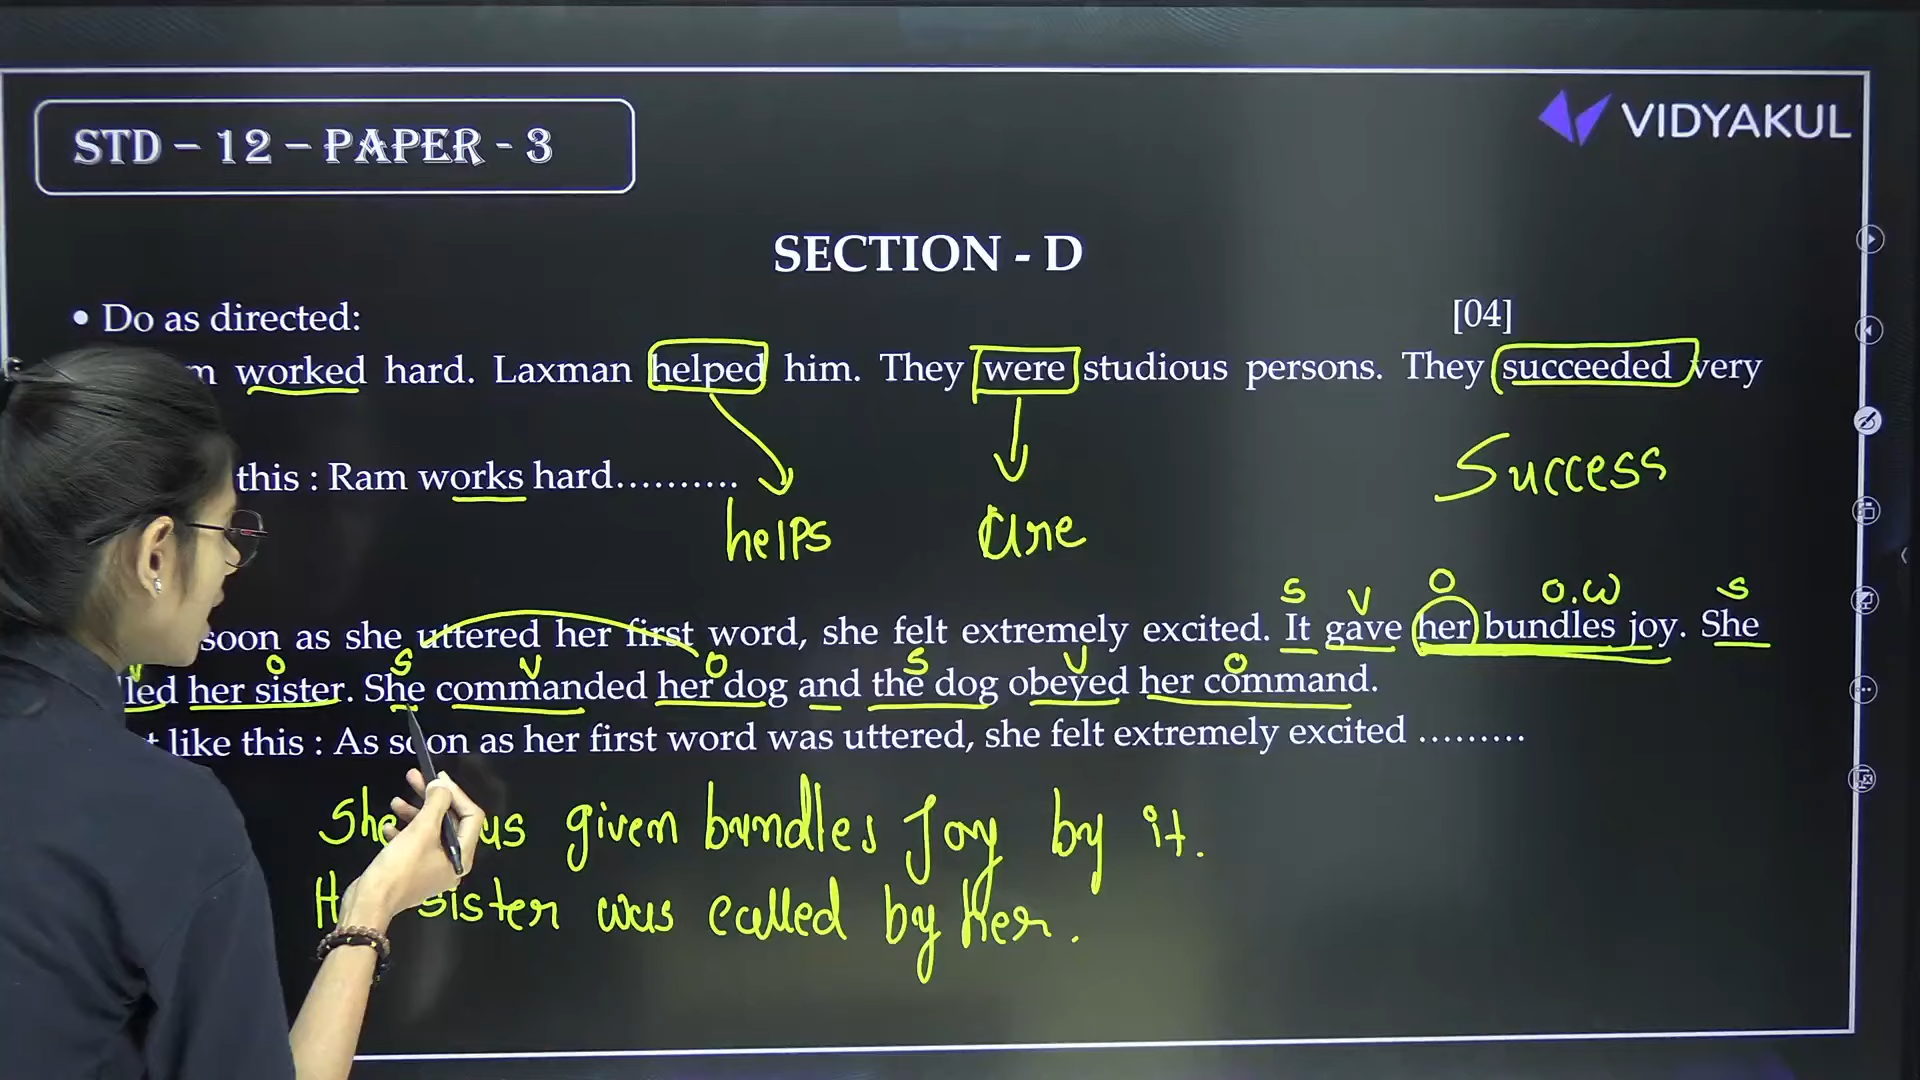 VIDYAKUL
STD – 12 – PAPER - 3
SECTION - D
• Do as directed: [04]
worked hard. Laxman helped him. They were studious persons. They succeeded very
Success
this : Ram works hard..........
helps are
S V O O.W S
soon as she uttered her first word, she felt extremely excited. It gave her bundles joy. She
V O S V O S V O
her sister. She commanded her dog and the dog obeyed her command.
like this : As soon as her first word was uttered, she felt extremely excited .........
She given bundles Joy by it.
sister was called by Her.